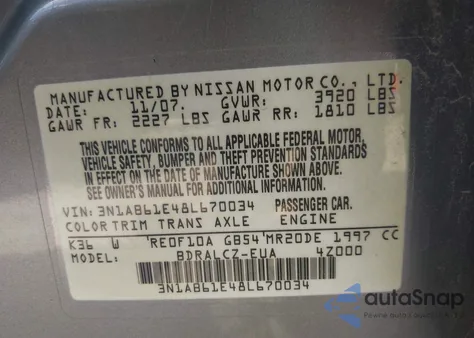 MANUFACTURED BY NISSAN MOTOR CO., LTD.
DATE: 11/07. GVWR: 3920 LBS
GAWR FR: 2227 LBS GAWR RR: 1810 LBS
THIS VEHICLE CONFORMS TO ALL APPLICABLE FEDERAL MOTOR
VEHICLE SAFETY, BUMPER AND THEFT PREVENTION STANDARDS
IN EFFECT ON THE DATE OF MANUFACTURE SHOWN ABOVE.
SEE OWNER'S MANUAL FOR ADDITIONAL INFORMATION.
VIN: 3N1AB61E48L670034 PASSENGER CAR.
COLOR TRIM TRANS AXLE ENGINE
K36 W RE0F10A GB54 MR20DE 1997 CC
BDRALCZ-EUA 4Z000
3N1AB61E48L670034
autoSnap